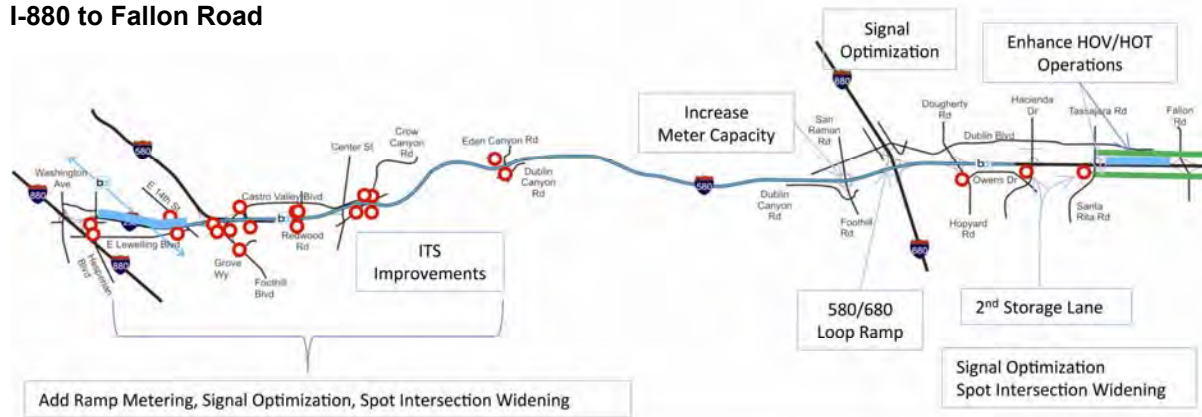 I-880 to Fallon Road
Signal
Optimization
Enhance HOV/HOT
Operations
Increase
Meter Capacity
680
San
Ramon
Rd
Dougherty
Rd
Hacienda
Dr
Tassajara Rd
Fallon
Rd
Dublin Blvd
Center St
Crow
Canyon
Rd
Eden Canyon Rd
Dublin
Canyon
Rd
580
Washington
Ave
880
b
E 14th St
Castro Valley Blvd
b
Redwood
Rd
E Lewelling Blvd
Hesperian
Blvd
880
Grove
Wy
Foothill
Blvd
580
Dublin
Canyon
Rd
Foothill
Rd
b
Owens Dr
Hopyard
Rd
Santa
Rita Rd
680
ITS
Improvements
580/680
Loop Ramp
2nd Storage Lane
Signal Optimization
Spot Intersection Widening
Add Ramp Metering, Signal Optimization, Spot Intersection Widening